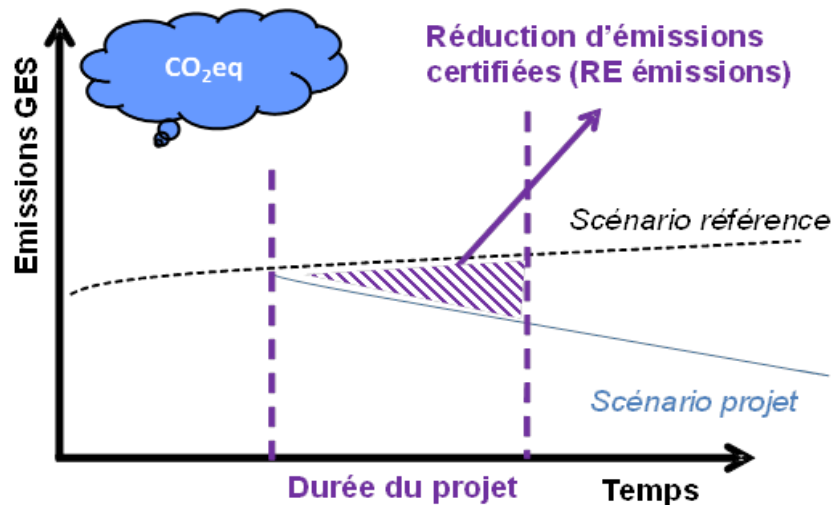 CO₂eq
Réduction d’émissions
certifiées (RE émissions)
Emissions GES
Scénario référence
Scénario projet
Durée du projet
Temps